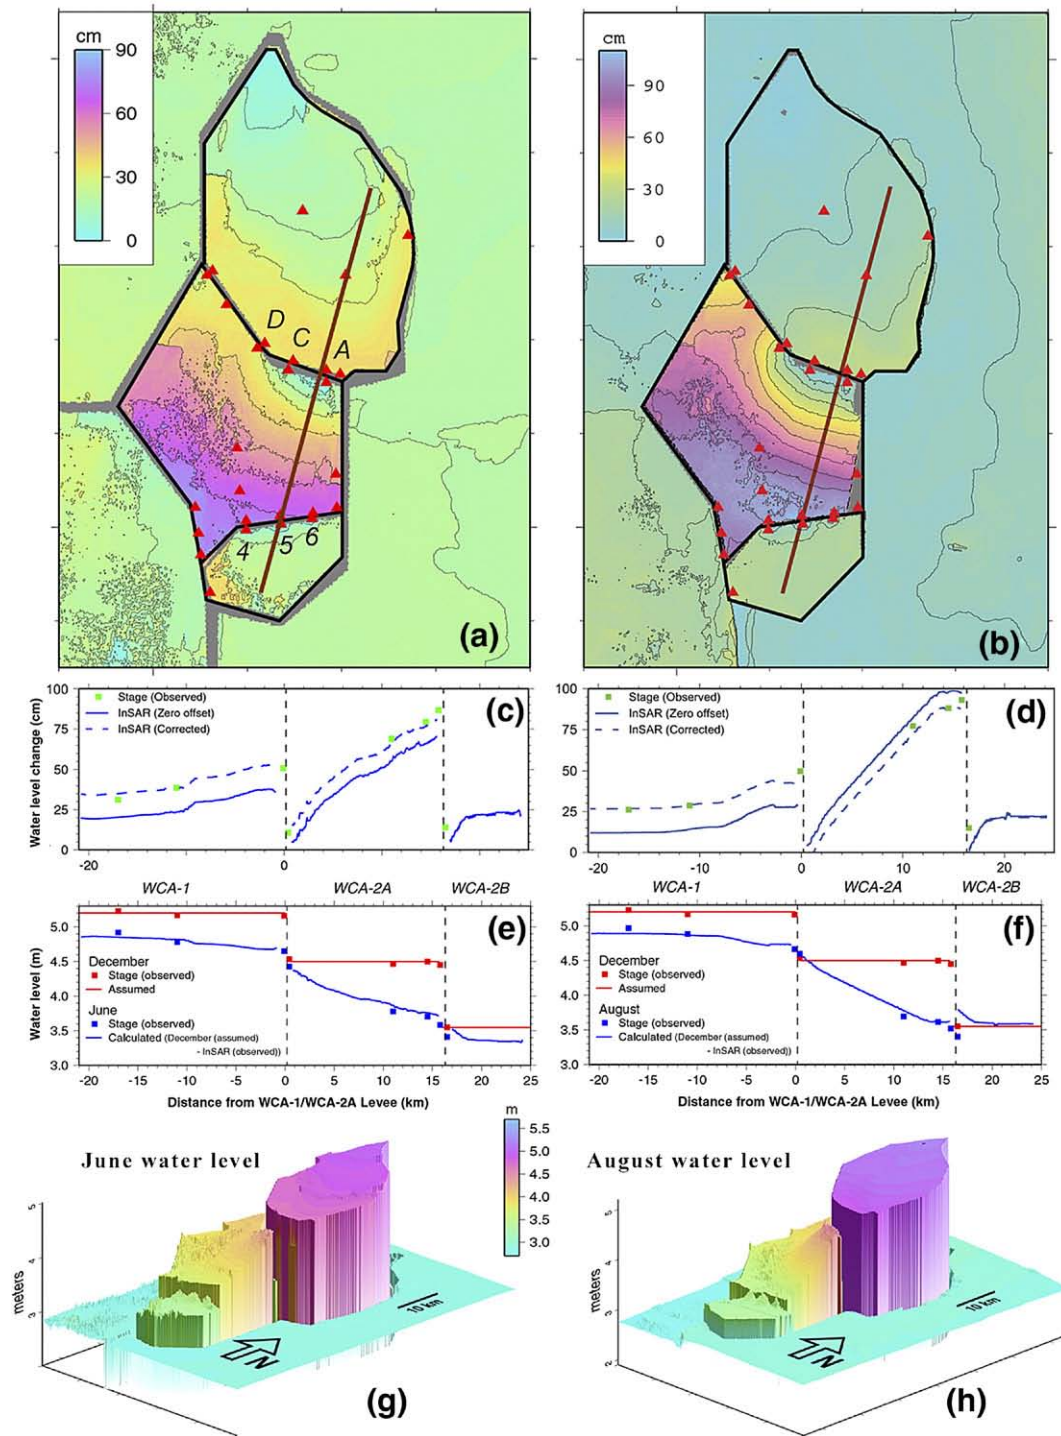 cm
90
60
30
0
D
C
A
4
5
6
(a)
cm
90
60
30
0
(b)
100
75
50
25
0
Water level change (cm)
Stage (Observed)
InSAR (Zero offset)
InSAR (Corrected)
(c)
-20
-10
0
10
20
100
75
50
25
0
Stage (Observed)
InSAR (Zero offset)
InSAR (Corrected)
(d)
-20
-10
0
10
20
WCA-1
WCA-2A
WCA-2B
WCA-1
WCA-2A
WCA-2B
5.0
4.5
4.0
3.5
3.0
Water level (m)
(e)
December
Stage (observed)
Assumed
June
Stage (observed)
Calculated (December (assumed)
- InSAR (observed))
-20
-15
-10
-5
0
5
10
15
20
25
Distance from WCA-1/WCA-2A Levee (km)
5.0
4.5
4.0
3.5
3.0
(f)
December
Stage (observed)
Assumed
August
Stage (observed)
Calculated (December (assumed)
- InSAR (observed))
-20
-15
-10
-5
0
5
10
15
20
25
Distance from WCA-1/WCA-2A Levee (km)
June water level
m
5.5
5.0
4.5
4.0
3.5
3.0
5
4
3
meters
10 km
N
(g)
August water level
5
4
3
2
meters
10 km
N
(h)